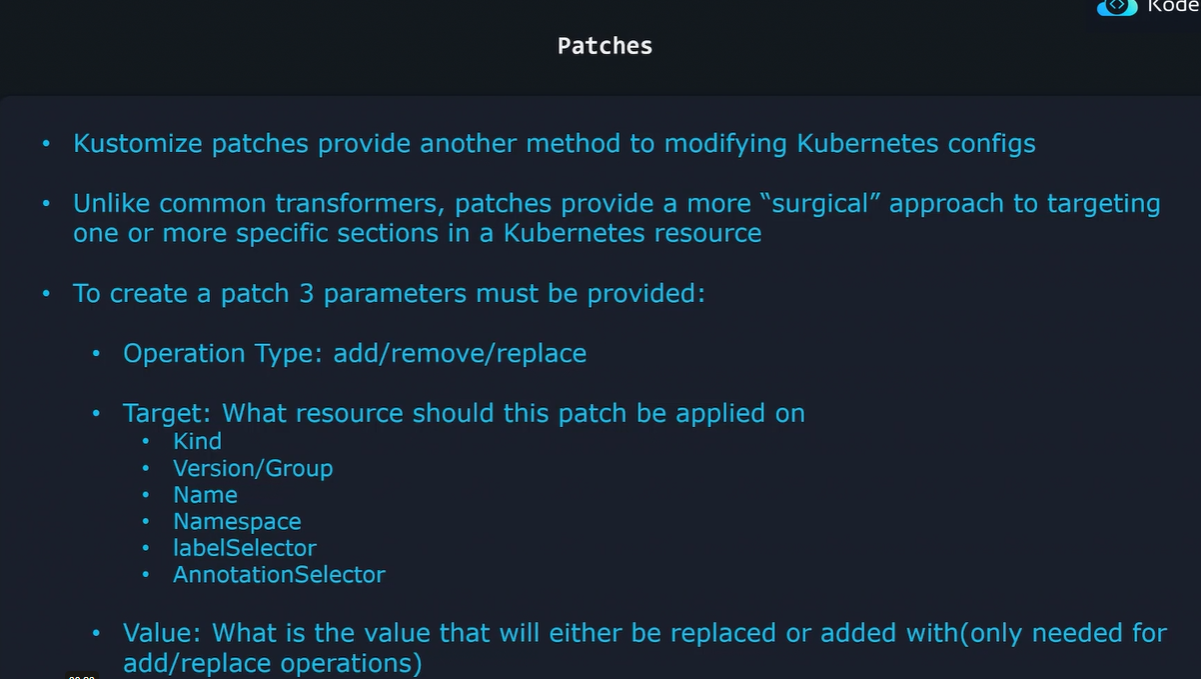 Kode
Patches
• Kustomize patches provide another method to modifying Kubernetes configs
• Unlike common transformers, patches provide a more “surgical” approach to targeting
one or more specific sections in a Kubernetes resource
• To create a patch 3 parameters must be provided:
• Operation Type: add/remove/replace
• Target: What resource should this patch be applied on
• Kind
• Version/Group
• Name
• Namespace
• labelSelector
• AnnotationSelector
• Value: What is the value that will either be replaced or added with(only needed for
add/replace operations)